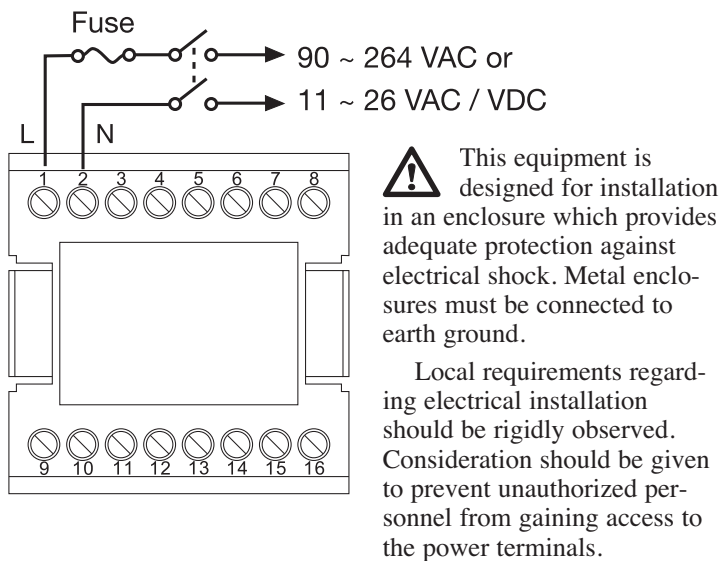 Fuse
90 ~ 264 VAC or
11 ~ 26 VAC / VDC
L N
1 2 3 4 5 6 7 8
9 10 11 12 13 14 15 16
This equipment is
designed for installation
in an enclosure which provides
adequate protection against
electrical shock. Metal enclo-
sures must be connected to
earth ground.
Local requirements regard-
ing electrical installation
should be rigidly observed.
Consideration should be given
to prevent unauthorized per-
sonnel from gaining access to
the power terminals.